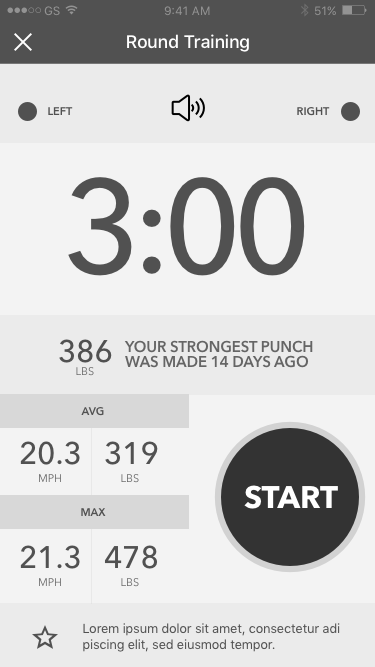 GS 9:41 AM 51%
Round Training
LEFT RIGHT
3:00
386 YOUR STRONGEST PUNCH
LBS WAS MADE 14 DAYS AGO
AVG
20.3 319
MPH LBS
START
MAX
21.3 478
MPH LBS
Lorem ipsum dolor sit amet, consectetur adi
piscing elit, sed eiusmod tempor.